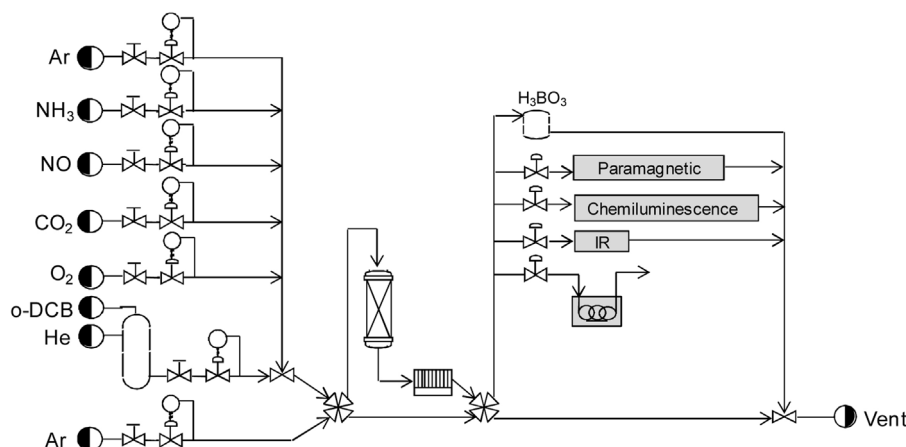 Ar
NH₃
NO
CO₂
O₂
o-DCB
He
Ar
H₃BO₃
Paramagnetic
Chemiluminescence
IR
Vent